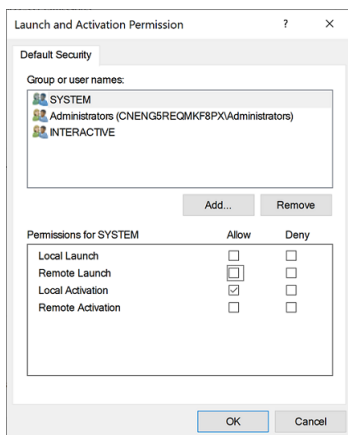 Launch and Activation Permission ? ×
Default Security
Group or user names:
SYSTEM
Administrators (CNENG5REQMKF8PX\Administrators)
INTERACTIVE
Add... Remove
Permissions for SYSTEM Allow Deny
Local Launch
Remote Launch
Local Activation
Remote Activation
OK Cancel